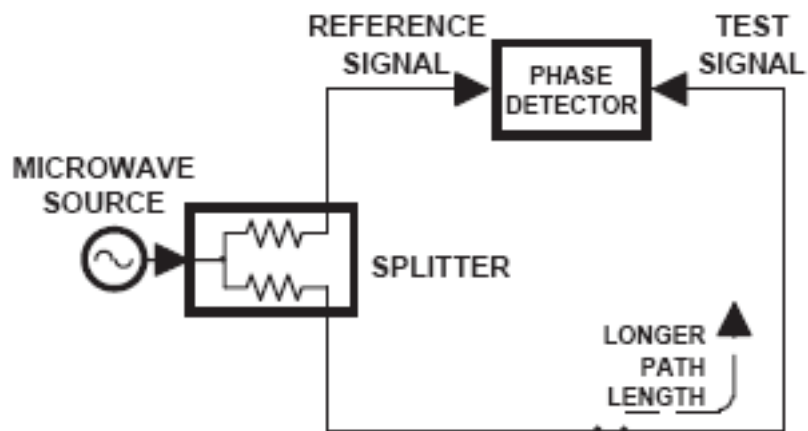 REFERENCE
SIGNAL
PHASE
DETECTOR
TEST
SIGNAL
MICROWAVE
SOURCE
SPLITTER
LONGER
PATH
LENGTH